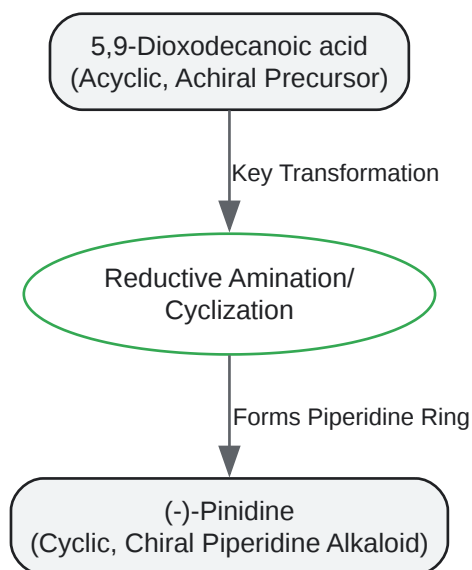 5,9-Dioxodecanoic acid
(Acyclic, Achiral Precursor)
Key Transformation
Reductive Amination/
Cyclization
Forms Piperidine Ring
(-)-Pinidine
(Cyclic, Chiral Piperidine Alkaloid)